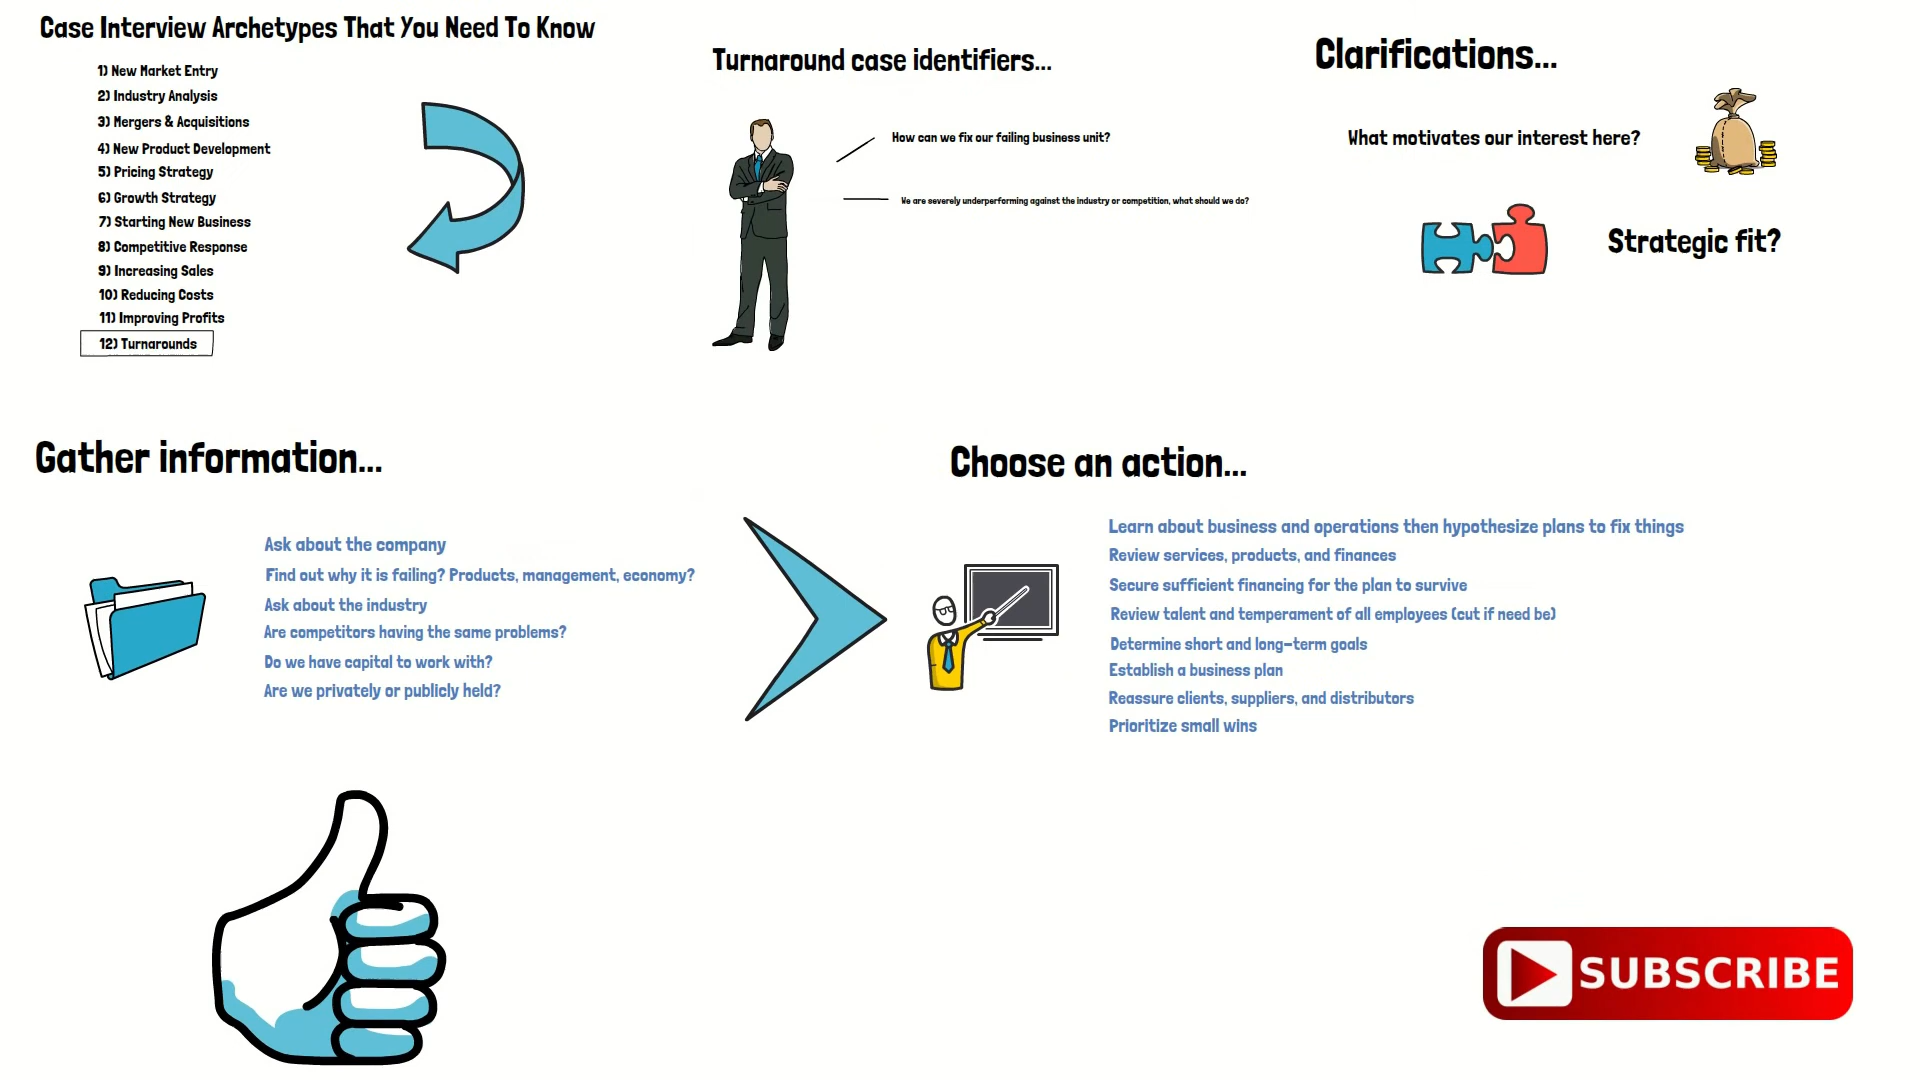 Case Interview Archetypes That You Need To Know
1) New Market Entry
2) Industry Analysis
3) Mergers & Acquisitions
4) New Product Development
5) Pricing Strategy
6) Growth Strategy
7) Starting New Business
8) Competitive Response
9) Increasing Sales
10) Reducing Costs
11) Improving Profits
12) Turnarounds
Turnaround case identifiers...
How can we fix our failing business unit?
We are severely underperforming against the industry or competition, what should we do?
Clarifications...
What motivates our interest here?
Strategic fit?
Gather information...
Ask about the company
Find out why it is failing? Products, management, economy?
Ask about the industry
Are competitors having the same problems?
Do we have capital to work with?
Are we privately or publicly held?
Choose an action...
Learn about business and operations then hypothesize plans to fix things
Review services, products, and finances
Secure sufficient financing for the plan to survive
Review talent and temperament of all employees (cut if need be)
Determine short and long-term goals
Establish a business plan
Reassure clients, suppliers, and distributors
Prioritize small wins
SUBSCRIBE